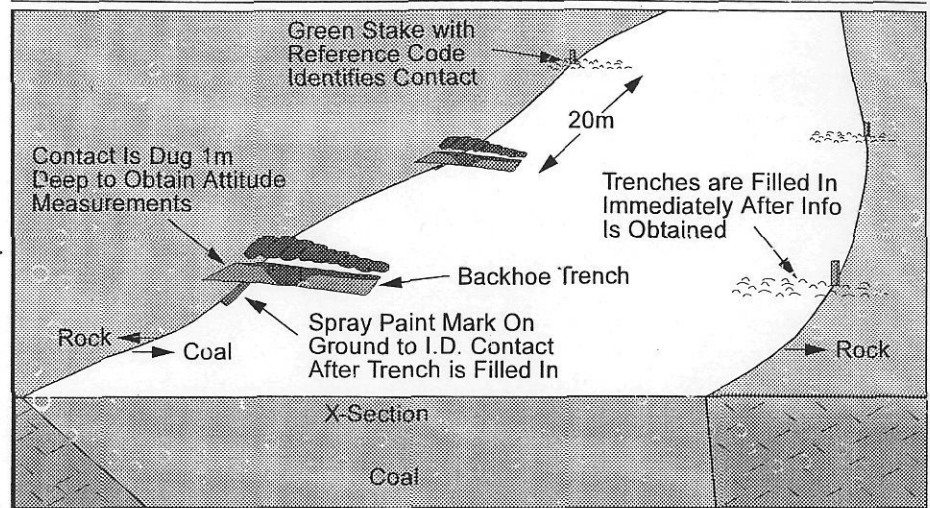 Green Stake with
Reference Code
Identifies Contact
20m
Contact Is Dug 1m
Deep to Obtain Attitude
Measurements
Trenches are Filled In
Immediately After Info
Is Obtained
Backhoe Trench
Spray Paint Mark On
Ground to I.D. Contact
After Trench is Filled In
Rock
Coal
Rock
X-Section
Coal